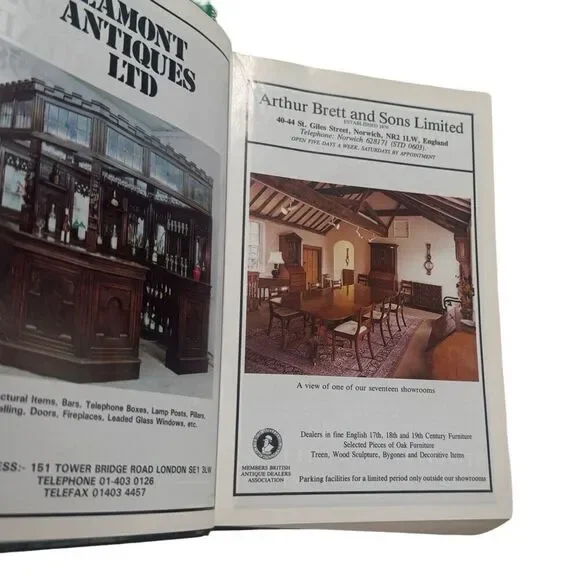 LAMONT
ANTIQUES
LTD
ctural Items, Bars, Telephone Boxes, Lamp Posts, Pillars,
elling, Doors, Fireplaces, Leaded Glass Windows, etc.
ESS:- 151 TOWER BRIDGE ROAD LONDON SE1 3LW
TELEPHONE 01-403 0126
TELEFAX 01403 4457
Arthur Brett and Sons Limited
ESTABLISHED 1870
40-44 St. Giles Street, Norwich, NR2 1LW, England
Telephone: Norwich 628171 (STD 0603)
OPEN FIVE DAYS A WEEK. SATURDAYS BY APPOINTMENT
A view of one of our seventeen showrooms
Dealers in fine English 17th, 18th and 19th Century Furniture
Selected Pieces of Oak Furniture
Treen, Wood Sculpture, Bygones and Decorative Items
MEMBERS BRITISH
ANTIQUE DEALERS
ASSOCIATION
Parking facilities for a limited period only outside our showrooms